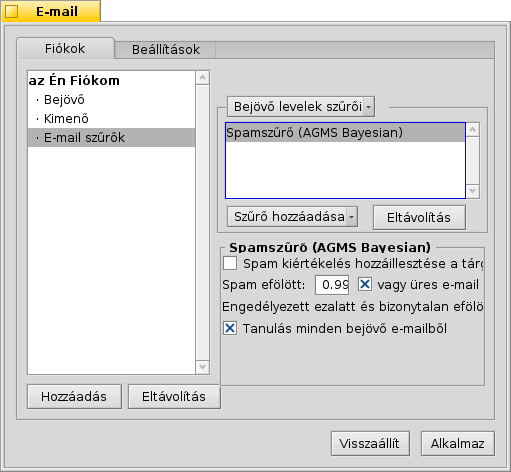 E-mail
Fiókok
Beállítások
az Én Fiókom
· Bejövő
· Kimenő
· E-mail szűrők
Bejövő levelek szűrői
Spamszűrő (AGMS Bayesian)
Szűrő hozzáadása
Eltávolítás
Spamszűrő (AGMS Bayesian)
Spam kiértékelés hozzáillesztése a tárg
Spam efölött: 0.99 vagy üres e-mail
Engedélyezett ezalatt és bizonytalan efölö
Tanulás minden bejövő e-mailből
Hozzáadás
Eltávolítás
Visszaállít
Alkalmaz